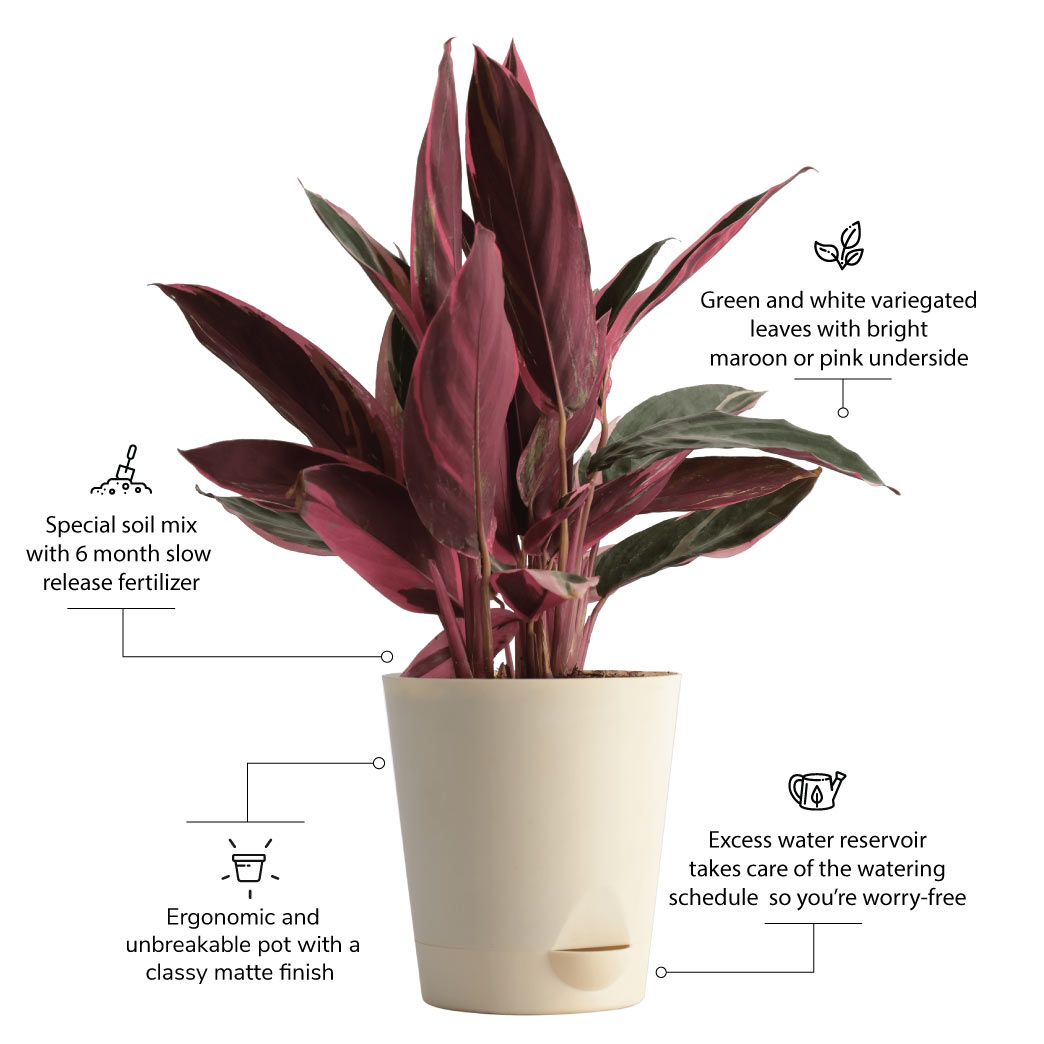 Green and white variegated
leaves with bright
maroon or pink underside
Special soil mix
with 6 month slow
release fertilizer
Excess water reservoir
takes care of the watering
schedule so you're worry-free
Ergonomic and
unbreakable pot with a
classy matte finish